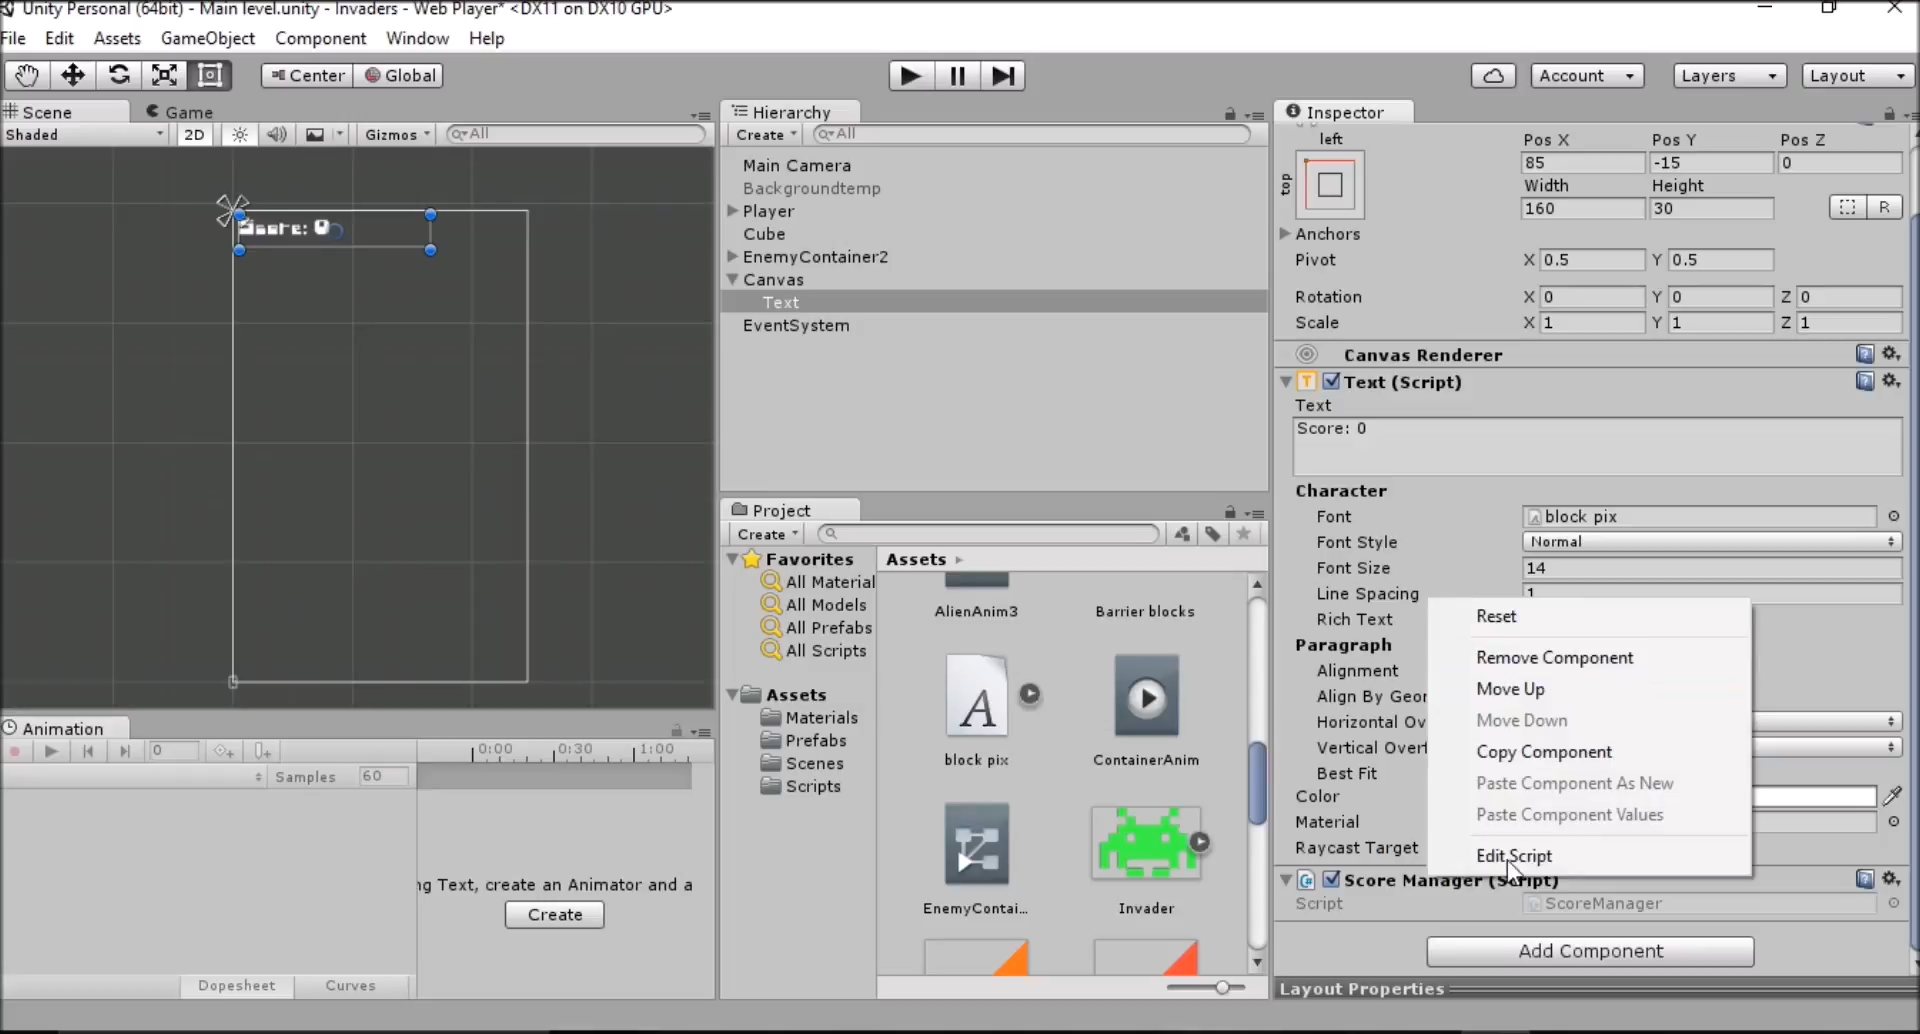 Unity Personal (64bit) - Main level.unity - Invaders - Web Player* <DX11 on DX10 GPU>
File Edit Assets GameObject Component Window Help
Center Global Account Layers Layout
Scene Game
Shaded 2D Gizmos All
Score: 0
Hierarchy
Create All
Main Camera
Backgroundtemp
Player
Cube
EnemyContainer2
Canvas
Text
EventSystem
Project
Create
Favorites
All Material
All Models
All Prefabs
All Scripts
Assets
Materials
Prefabs
Scenes
Scripts
Assets
AlienAnim3 Barrier blocks
block pix ContainerAnim
EnemyContai... Invader
Animation
0 0:00 0:30 1:00
Samples 60
ng Text, create an Animator and a
Create
Dopesheet Curves
Inspector
left Pos X Pos Y Pos Z
top 85 -15 0
Width Height
160 30 R
Anchors
Pivot X 0.5 Y 0.5
Rotation X 0 Y 0 Z 0
Scale X 1 Y 1 Z 1
Canvas Renderer
Text (Script)
Text
Score: 0
Character
Font block pix
Font Style Normal
Font Size 14
Line Spacing 1
Rich Text
Paragraph
Alignment
Align By Geor
Horizontal Ov
Vertical Overf
Best Fit
Color
Material
Raycast Target
Reset
Remove Component
Move Up
Move Down
Copy Component
Paste Component As New
Paste Component Values
Edit Script
Score Manager (Script)
Script ScoreManager
Add Component
Layout Properties